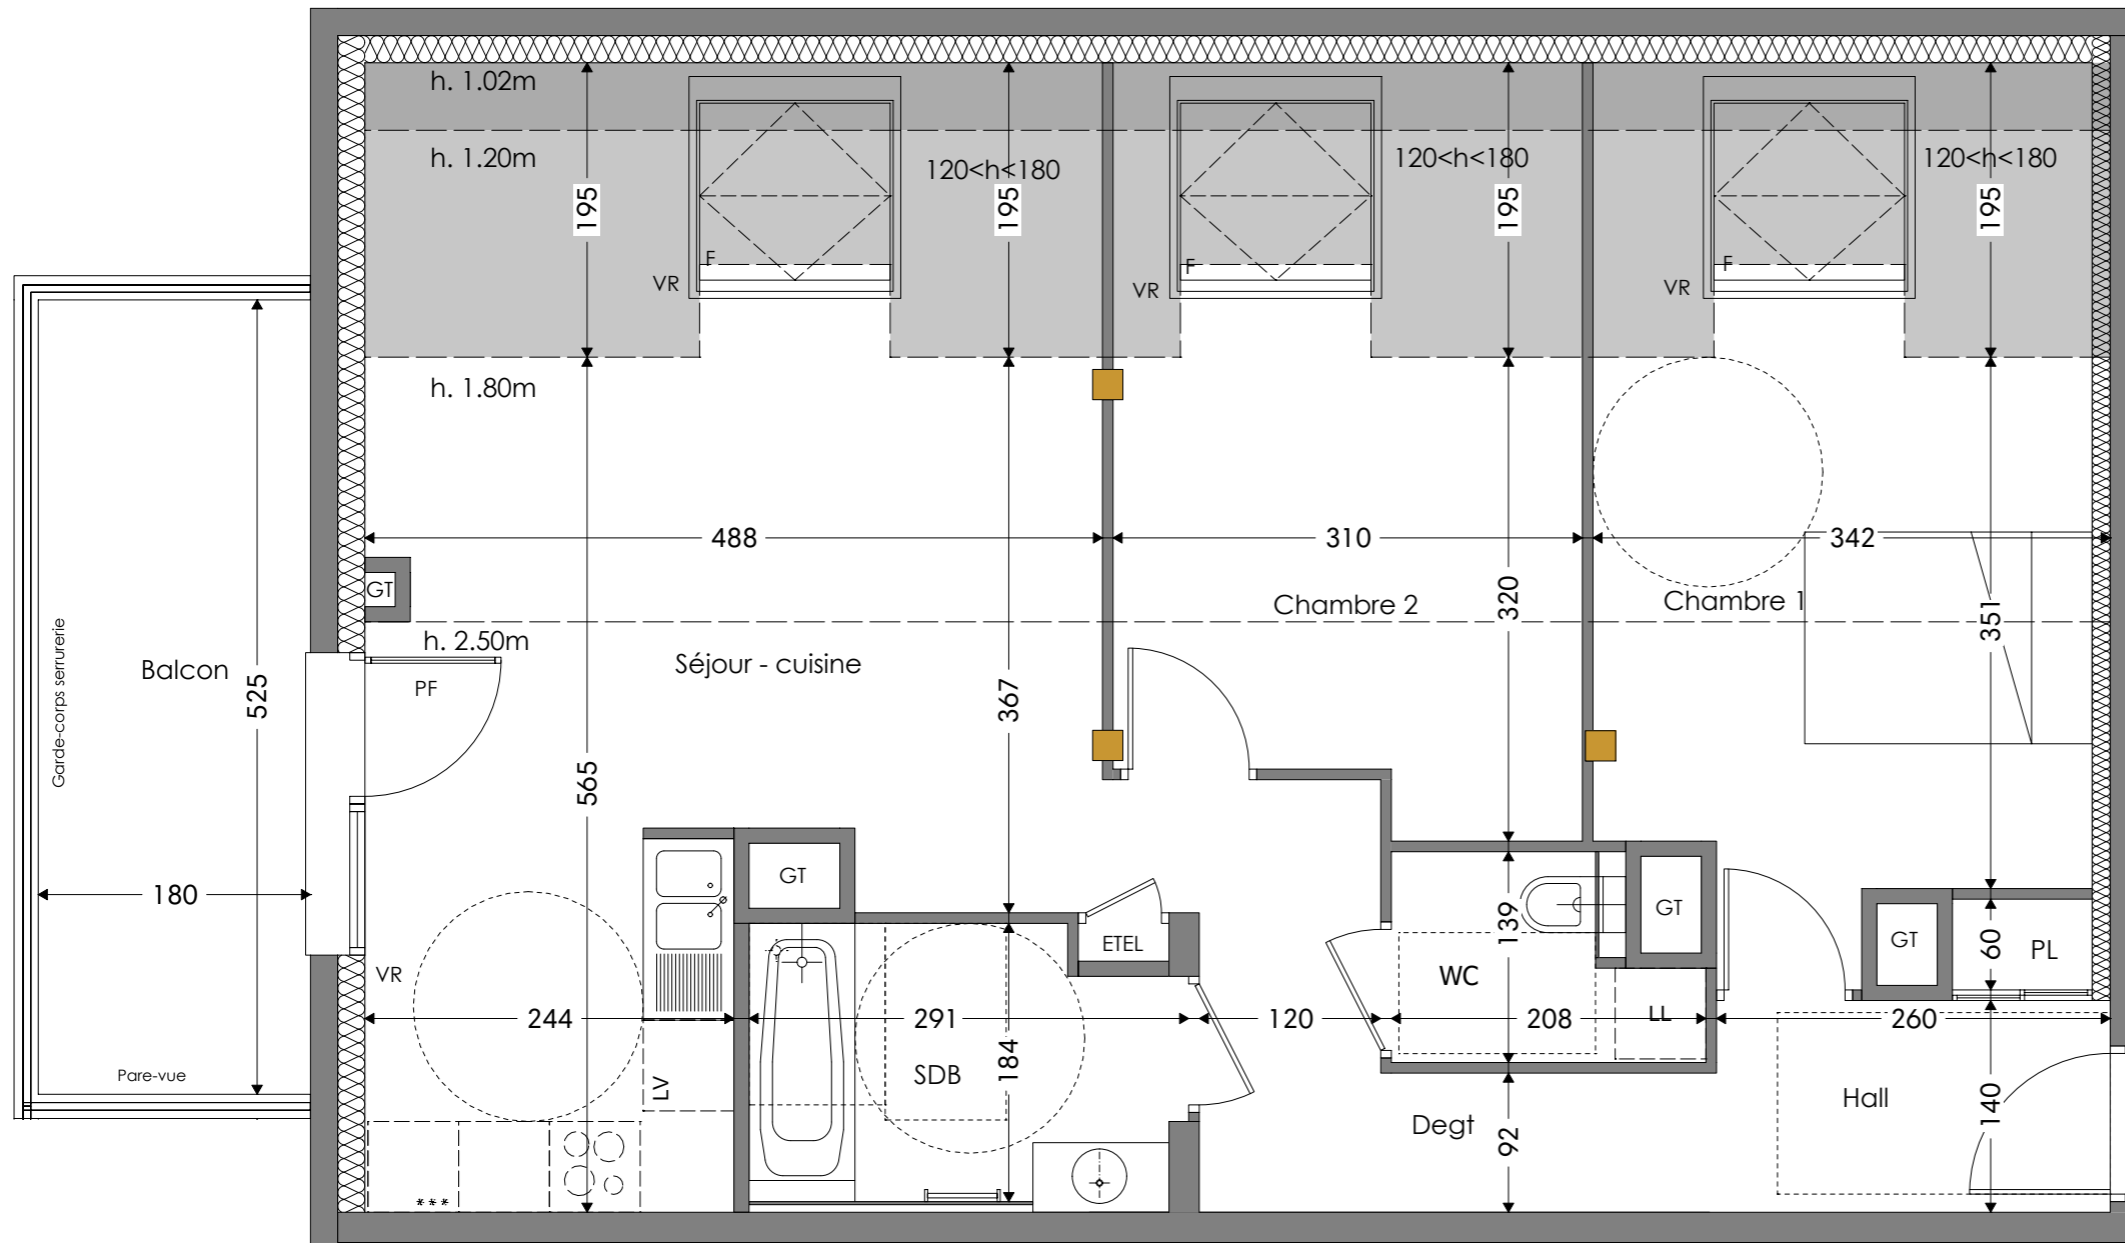 h. 1.02m
h. 1.20m
120<h<180
120<h<180
120<h<180
195
195
195
195
F
F
F
VR
VR
VR
h. 1.80m
488
310
342
GT
320
Chambre 2
Chambre 1
351
h. 2.50m
Séjour - cuisine
Balcon
Garde-corps serrurerie
525
PF
367
565
GT
180
139
GT
GT
60
PL
ETEL
WC
VR
244
291
120
208
LL
260
184
SDB
LV
Pare-vue
Hall
140
Degt
92
***